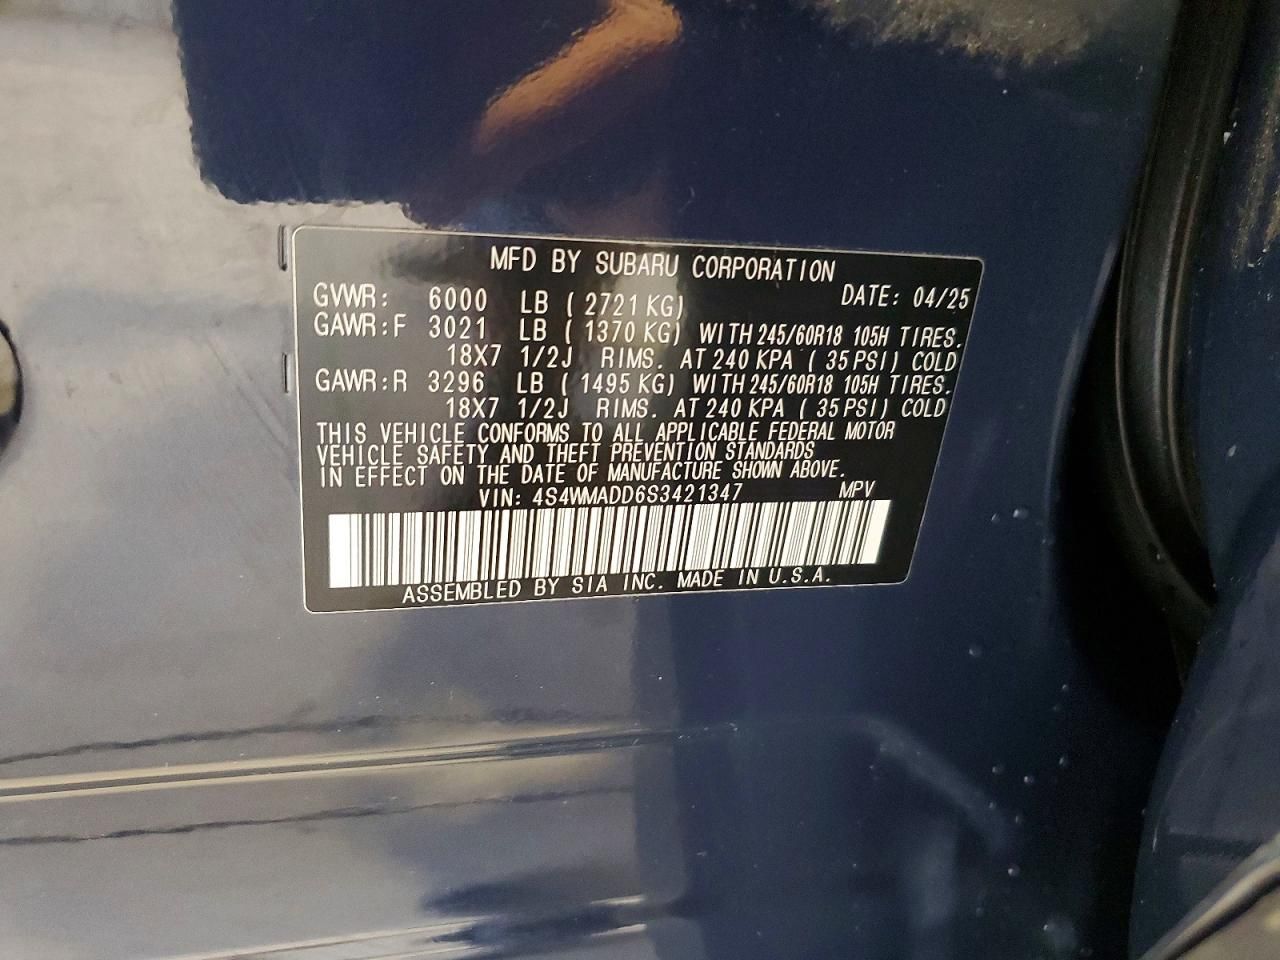 MFD BY SUBARU CORPORATION
GVWR: 6000 LB ( 2721 KG) DATE: 04/25
GAWR:F 3021 LB ( 1370 KG) WITH 245/60R18 105H TIRES.
18X7 1/2J RIMS. AT 240 KPA ( 35 PSI) COLD
GAWR:R 3296 LB ( 1495 KG) WITH 245/60R18 105H TIRES.
18X7 1/2J RIMS. AT 240 KPA ( 35 PSI) COLD
THIS VEHICLE CONFORMS TO ALL APPLICABLE FEDERAL MOTOR
VEHICLE SAFETY AND THEFT PREVENTION STANDARDS
IN EFFECT ON THE DATE OF MANUFACTURE SHOWN ABOVE.
VIN: 4S4WMADD6S3421347 MPV
ASSEMBLED BY SIA INC. MADE IN U.S.A.